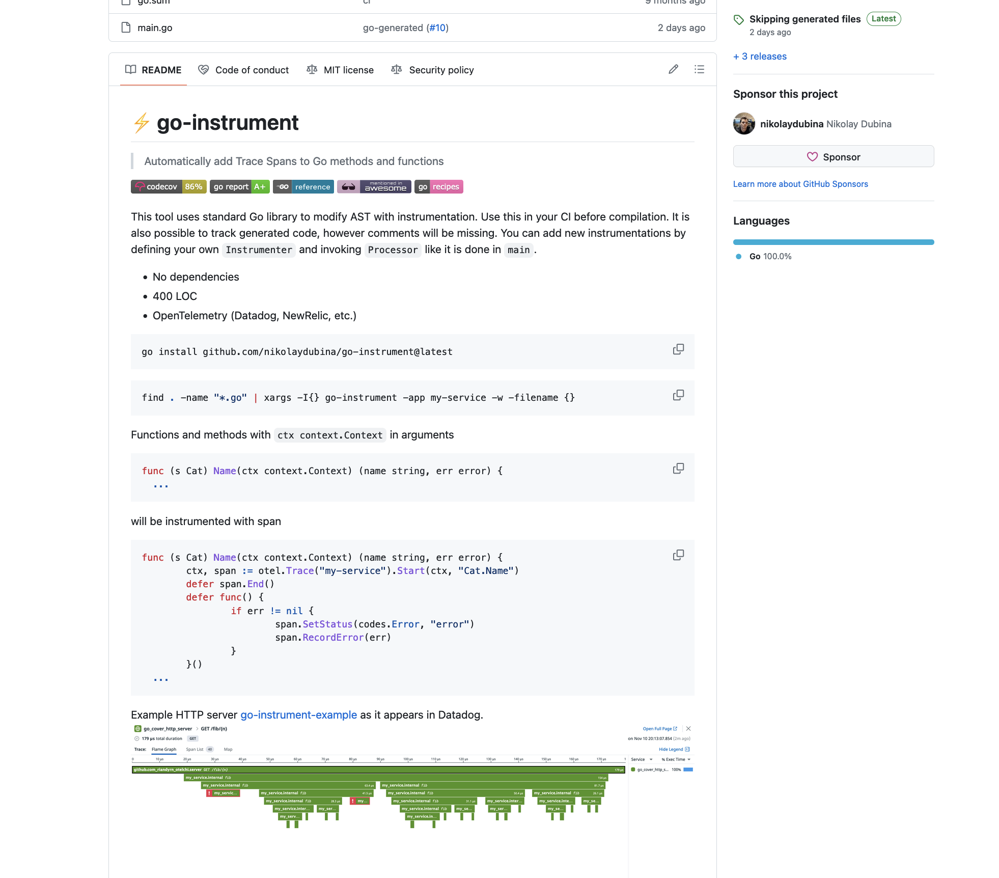 go.sum ci 9 months ago
main.go go-generated (#10) 2 days ago
README Code of conduct MIT license Security policy
⚡ go-instrument
Automatically add Trace Spans to Go methods and functions
codecov 86% go report A+ GO reference mentioned in awesome go recipes
This tool uses standard Go library to modify AST with instrumentation. Use this in your CI before compilation. It is
also possible to track generated code, however comments will be missing. You can add new instrumentations by
defining your own Instrumenter and invoking Processor like it is done in main.
• No dependencies
• 400 LOC
• OpenTelemetry (Datadog, NewRelic, etc.)
go install github.com/nikolaydubina/go-instrument@latest
find . -name "*.go" | xargs -I{} go-instrument -app my-service -w -filename {}
Functions and methods with ctx context.Context in arguments
func (s Cat) Name(ctx context.Context) (name string, err error) {
...
will be instrumented with span
func (s Cat) Name(ctx context.Context) (name string, err error) {
ctx, span := otel.Trace("my-service").Start(ctx, "Cat.Name")
defer span.End()
defer func() {
if err != nil {
span.SetStatus(codes.Error, "error")
span.RecordError(err)
}
}()
...
Example HTTP server go-instrument-example as it appears in Datadog.
go_cover_http_server > GET /fib/{n} Open Full Page
179 µs total duration GET on Nov 10 20:13:07.854 (2m ago)
Trace: Flame Graph Span List 40 Map Hide Legend
0 10 µs 20 µs 30 µs 40 µs 50 µs 60 µs 70 µs 80 µs 90 µs 100 µs 110 µs 120 µs 130 µs 140 µs 150 µs 160 µs 170 µs 1 Service % Exec Time
github.com_riandyrn_otelchi.server GET /fib/{n} 179 µs go_cover_http_s... 100%
my_service.internal fib 154 µs
my_service.internal fib 63.4 µs my_service.internal fib 81.7 µs
! my_servic... my_service.internal fib 41.5 µs my_service.internal fib 50.4 µs my_service.internal fib 26.1 µs
my_service.internal fib 28.3 µs ! my... my_service.internal fib 31.1 µs my_service.inter... my_service.inte... my_se...
my_service.inter... my_ser... my_service.internal fib my_se... my_ser... my_se...
my_serv... my_service.in...
Skipping generated files Latest
2 days ago
+ 3 releases
Sponsor this project
nikolaydubina Nikolay Dubina
Sponsor
Learn more about GitHub Sponsors
Languages
Go 100.0%